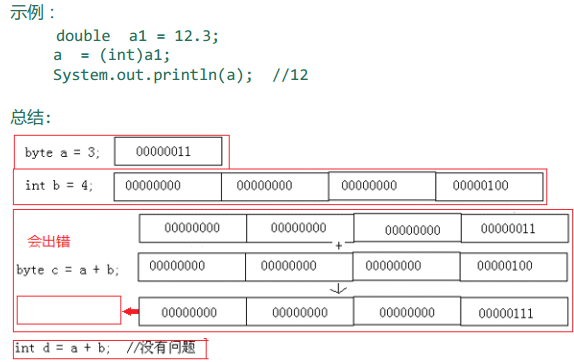 示例：
double  a1 = 12.3;
a  = (int)a1;
System.out.println(a);  //12
总结:
byte a = 3; 00000011
int b = 4; 00000000 00000000 00000000 00000100
00000000 00000000 00000000 00000011
会出错
+
byte c = a + b; 00000000 00000000 00000000 00000100
00000000 00000000 00000000 00000111
int d = a + b;  //没有问题